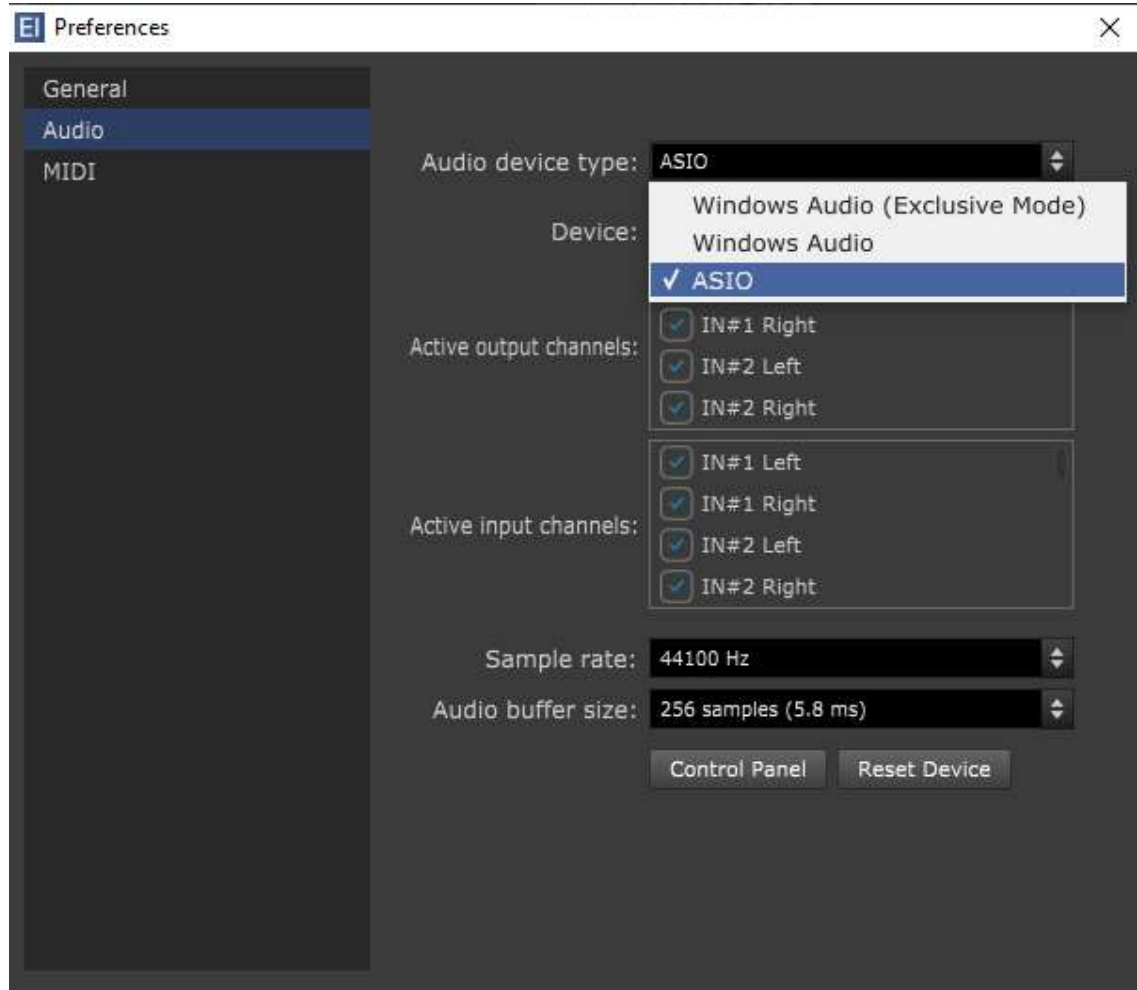 EI Preferences
General
Audio
MIDI
Audio device type: ASIO
Windows Audio (Exclusive Mode)
Device:
Windows Audio
✓ ASIO
Active output channels:
IN#1 Right
IN#2 Left
IN#2 Right
Active input channels:
IN#1 Left
IN#1 Right
IN#2 Left
IN#2 Right
Sample rate: 44100 Hz
Audio buffer size: 256 samples (5.8 ms)
Control Panel Reset Device